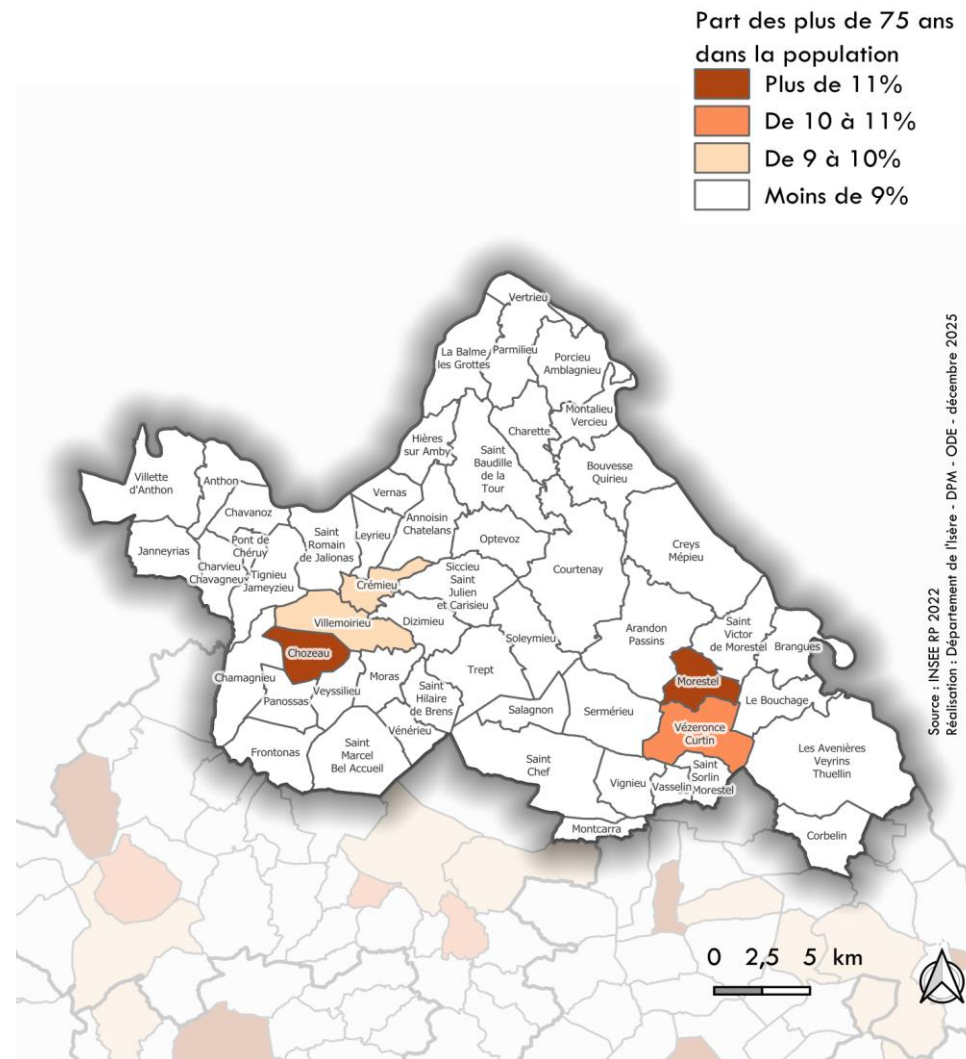 Part des plus de 75 ans
dans la population
Plus de 11%
De 10 à 11%
De 9 à 10%
Moins de 9%
Vertrieu
La Balme
les Grottes
Parmilieu
Porcieu
Amblagnieu
Montalieu
Vercieu
Charette
Hières
sur Amby
Saint
Baudille
de la
Tour
Bouvesse
Quirieu
Villette
d'Anthon
Anthon
Vernas
Chavanoz
Annoisin
Chatelans
Saint
Romain
de Jalionas
Leyrieu
Optevoz
Creys
Mépieu
Janneyrias
Pont de
Chéruy
Charvieu
Chavagneu
Tignieu
Jameyzieu
Crémieu
Siccieu
Saint
Julien
et Carisieu
Courtenay
Villemoirieu
Dizimieu
Soleymieu
Arandon
Passins
Saint
Victor
de Morestel
Brangues
Chozeau
Chamagnieu
Panossas
Veyssilieu
Moras
Trept
Morestel
Saint
Hilaire
de Brens
Salagnon
Sermérieu
Le Bouchage
Vénérieu
Vézeronce
Curtin
Frontonas
Saint
Marcel
Bel Accueil
Saint
Chef
Les Avenières
Veyrins
Thuellin
Vignieu
Vasselin
Saint
Sorlin
Morestel
Montcarra
Corbelin
Source : INSEE RP 2022
Réalisation : Département de l'Isère - DPM - ODE - décembre 2025
0 2,5 5 km